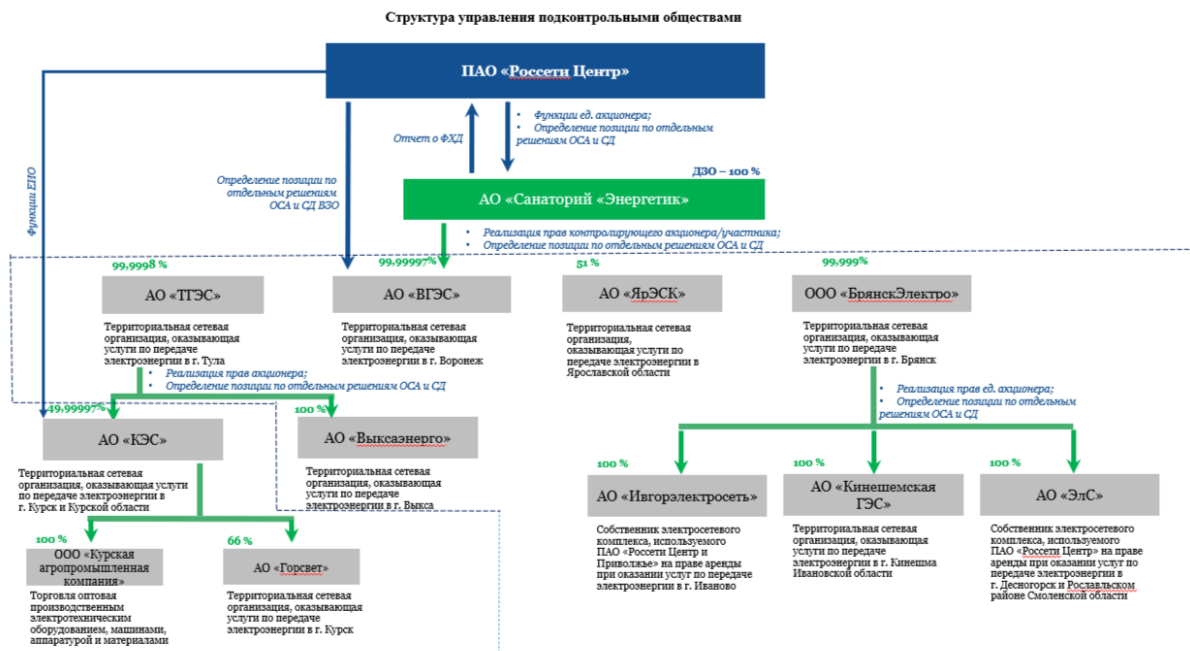 Структура управления подконтрольными обществами
ПАО «Россети Центр»
Функции ЕИО
Определение позиции по
отдельным решениям
ОСА и СД ВЗО
Отчет о ФХД
• Функции ед. акционера;
• Определение позиции по отдельным
решениям ОСА и СД
ДЗО – 100 %
АО «Санаторий «Энергетик»
• Реализация прав контролирующего акционера/участника;
• Определение позиции по отдельным решениям ОСА и СД
99,9998 %
АО «ТГЭС»
Территориальная сетевая
организация, оказывающая
услуги по передаче
электроэнергии в г. Тула
99,99997%
АО «ВГЭС»
Территориальная сетевая
организация, оказывающая
услуги по передаче
электроэнергии в г. Воронеж
51 %
АО «ЯрЭСК»
Территориальная сетевая
организация,
оказывающая услуги по
передаче электроэнергии в
Ярославской области
99,999%
ООО «БрянскЭлектро»
Территориальная сетевая
организация, оказывающая
услуги по передаче
электроэнергии в г. Брянск
• Реализация прав акционера;
• Определение позиции по отдельным решениям ОСА и СД
• Реализация прав ед. акционера;
• Определение позиции по отдельным
решениям ОСА и СД
49,99997%
АО «КЭС»
Территориальная сетевая
организация, оказывающая услуги
по передаче электроэнергии в
г. Курск и Курской области
100 %
АО «Выксаэнерго»
Территориальная сетевая
организация, оказывающая
услуги по передаче
электроэнергии в г. Выкса
100 %
АО «Ивгорэлектросеть»
Собственник электросетевого
комплекса, используемого
ПАО «Россети Центр и
Приволжье» на праве аренды
при оказании услуг по передаче
электроэнергии в г. Иваново
100 %
АО «Кинешемская
ГЭС»
Территориальная сетевая
организация, оказывающая
услуги по передаче
электроэнергии в г. Кинешма
Ивановской области
100 %
АО «ЭлС»
Собственник электросетевого
комплекса, используемого
ПАО «Россети Центр» на праве
аренды при оказании услуг по
передаче электроэнергии в
г. Десногорск и Рославльском
районе Смоленской области
100 %
ООО «Курская
агропромышленная
компания»
Торговля оптовая
производственным
электротехническим
оборудованием, машинами,
аппаратурой и материалами
66 %
АО «Горсвет»
Территориальная сетевая
организация, оказывающая
услуги по передаче
электроэнергии в г. Курск